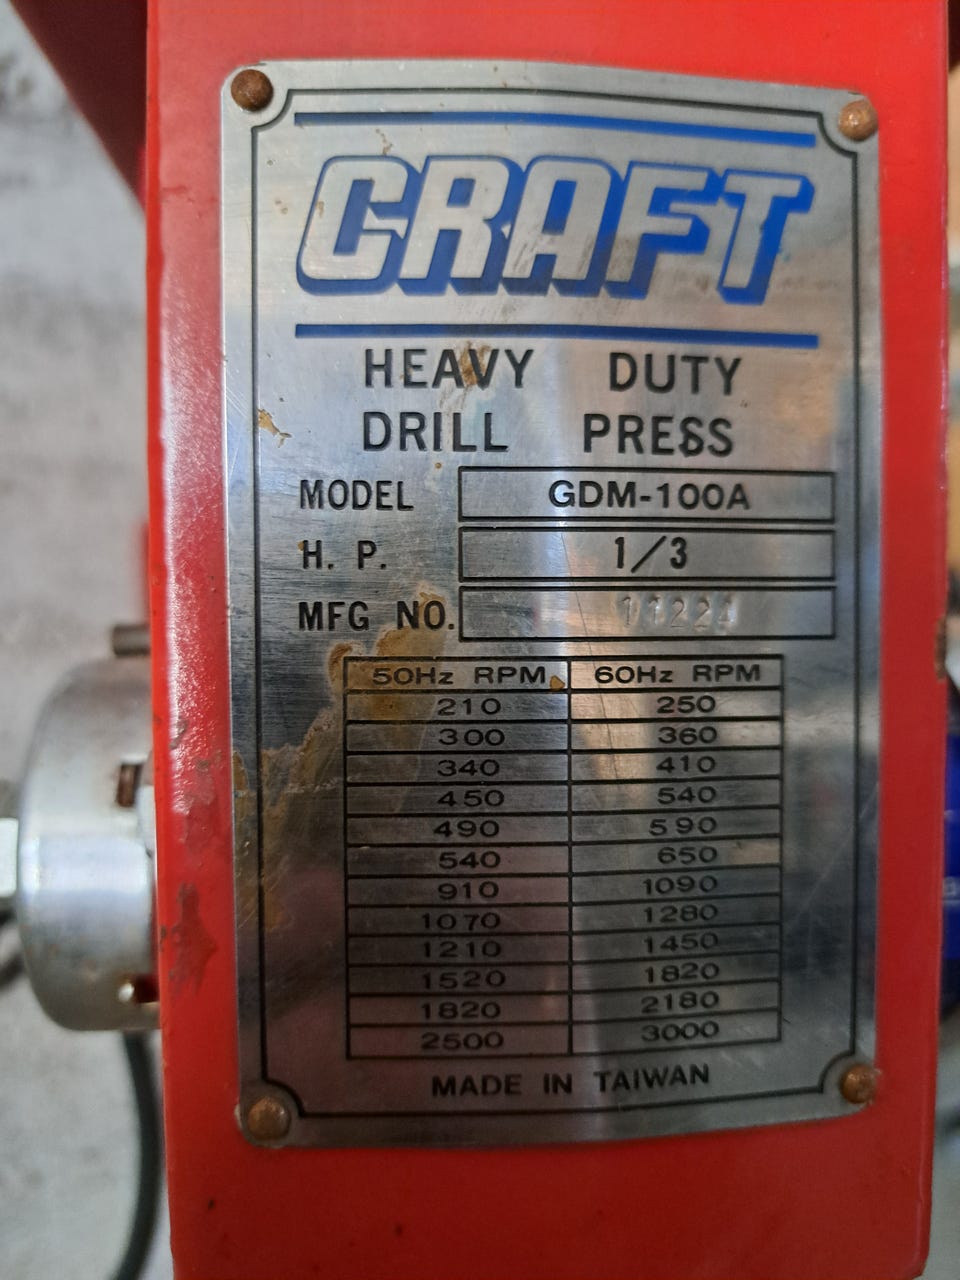 CRAFT
HEAVY DUTY
DRILL PRESS
MODEL GDM-100A
H. P. 1/3
MFG NO.
50Hz RPM 60Hz RPM
210 250
300 360
340 410
450 540
490 590
540 650
910 1090
1070 1280
1210 1450
1520 1820
1820 2180
2500 3000
MADE IN TAIWAN